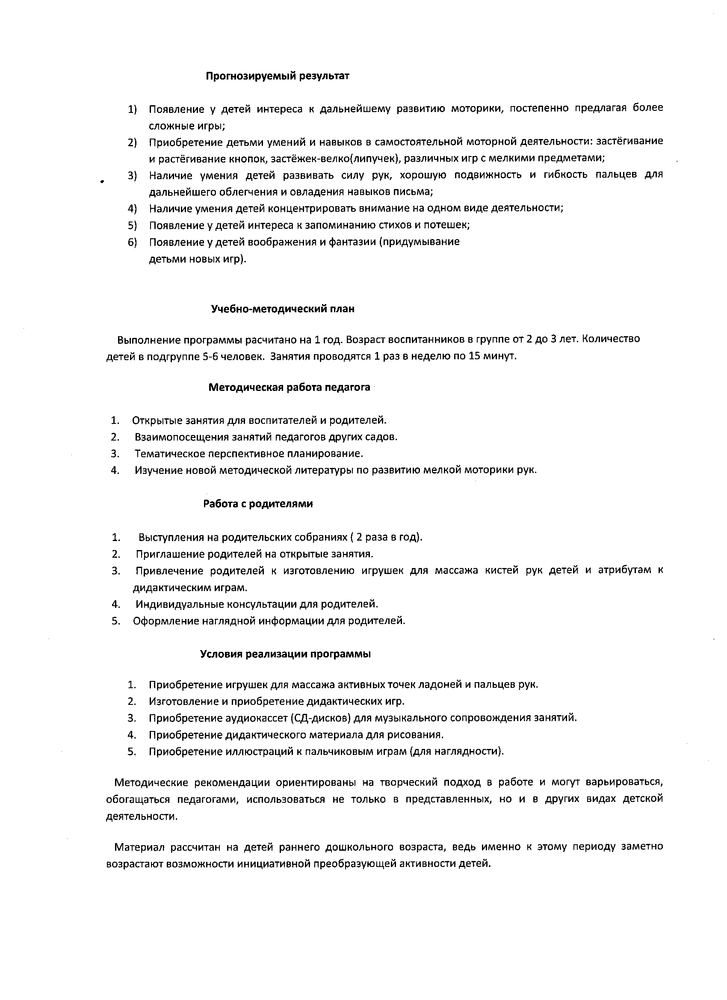 Прогнозируемый результат
1) Появление у детей интереса к дальнейшему развитию моторики, постепенно предлагая более
сложные игры;
2) Приобретение детьми умений и навыков в самостоятельной моторной деятельности: застёгивание
и растёгивание кнопок, застёжек-велко(липучек), различных игр с мелкими предметами;
3) Наличие умения детей развивать силу рук, хорошую подвижность и гибкость пальцев для
дальнейшего облегчения и овладения навыков письма;
4) Наличие умения детей концентрировать внимание на одном виде деятельности;
5) Появление у детей интереса к запоминанию стихов и потешек;
6) Появление у детей воображения и фантазии (придумывание
детьми новых игр).
Учебно-методический план
Выполнение программы расчитано на 1 год. Возраст воспитанников в группе от 2 до 3 лет. Количество
детей в подгруппе 5-6 человек. Занятия проводятся 1 раз в неделю по 15 минут.
Методическая работа педагога
1. Открытые занятия для воспитателей и родителей.
2. Взаимопосещения занятий педагогов других садов.
3. Тематическое перспективное планирование.
4. Изучение новой методической литературы по развитию мелкой моторики рук.
Работа с родителями
1. Выступления на родительских собраниях ( 2 раза в год).
2. Приглашение родителей на открытые занятия.
3. Привлечение родителей к изготовлению игрушек для массажа кистей рук детей и атрибутам к
дидактическим играм.
4. Индивидуальные консультации для родителей.
5. Оформление наглядной информации для родителей.
Условия реализации программы
1. Приобретение игрушек для массажа активных точек ладоней и пальцев рук.
2. Изготовление и приобретение дидактических игр.
3. Приобретение аудиокассет (СД-дисков) для музыкального сопровождения занятий.
4. Приобретение дидактического материала для рисования.
5. Приобретение иллюстраций к пальчиковым играм (для наглядности).
Методические рекомендации ориентированы на творческий подход в работе и могут варьироваться,
обогащаться педагогами, использоваться не только в представленных, но и в других видах детской
деятельности.
Материал рассчитан на детей раннего дошкольного возраста, ведь именно к этому периоду заметно
возрастают возможности инициативной преобразующей активности детей.